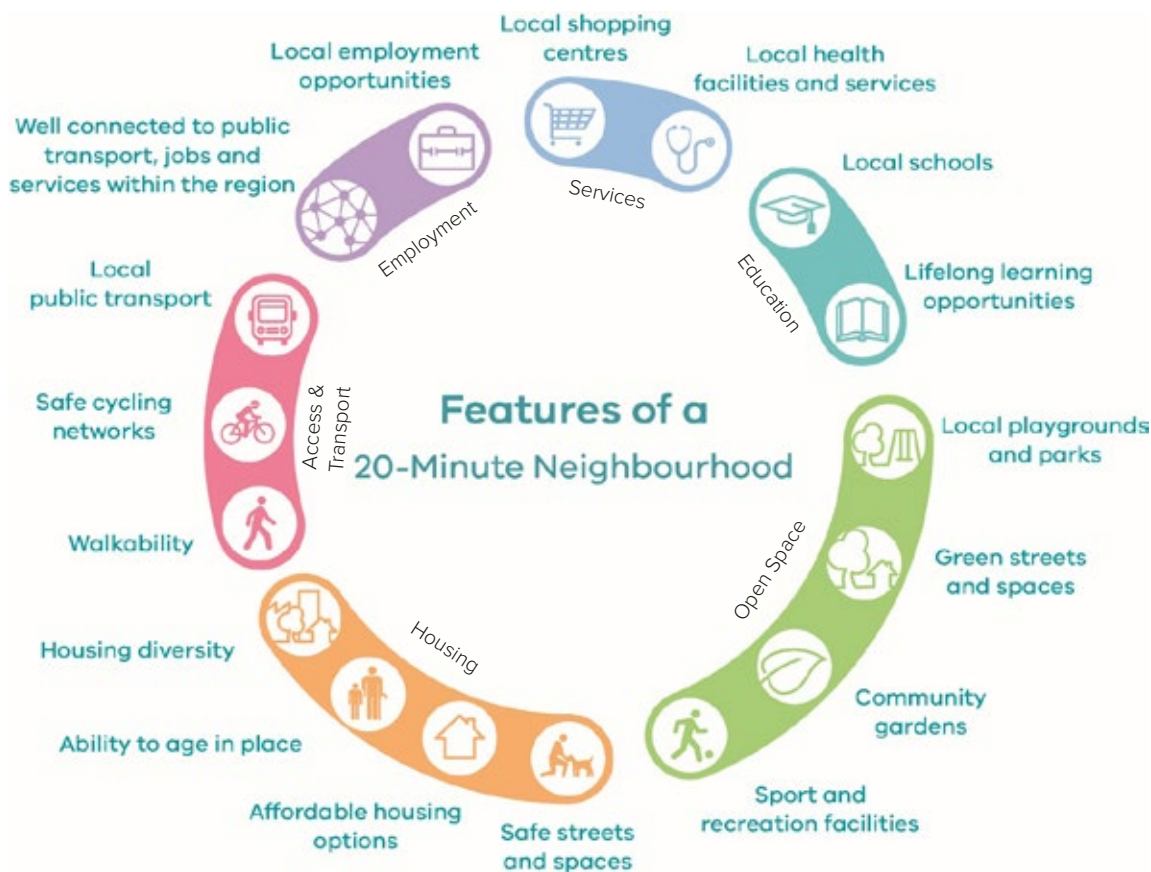 Features of a
20-Minute Neighbourhood
Local shopping
centres
Local health
facilities and services
Services
Local schools
Lifelong learning
opportunities
Education
Local playgrounds
and parks
Green streets
and spaces
Community
gardens
Sport and
recreation facilities
Open Space
Safe streets
and spaces
Affordable housing
options
Ability to age in place
Housing diversity
Housing
Walkability
Safe cycling
networks
Local
public transport
Access &
Transport
Well connected to public
transport, jobs and
services within the region
Local employment
opportunities
Employment